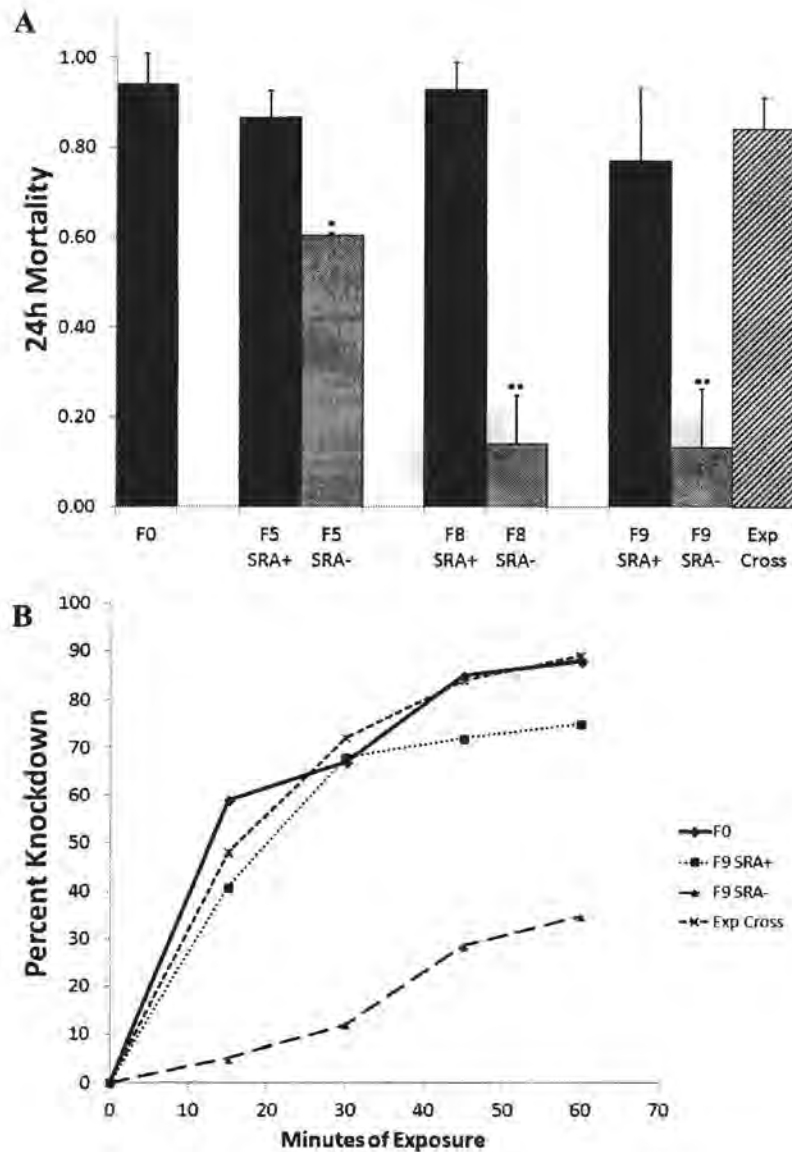 A
24h Mortality
1.00
0.80
0.60
0.40
0.20
0.00
*
**
**
F0
F5 SRA+
F5 SRA-
F8 SRA+
F8 SRA-
F9 SRA+
F9 SRA-
Exp Cross
B
Percent Knockdown
100
90
80
70
60
50
40
30
20
10
0
0 10 20 30 40 50 60 70
Minutes of Exposure
F0
F9 SRA+
F9 SRA-
Exp Cross